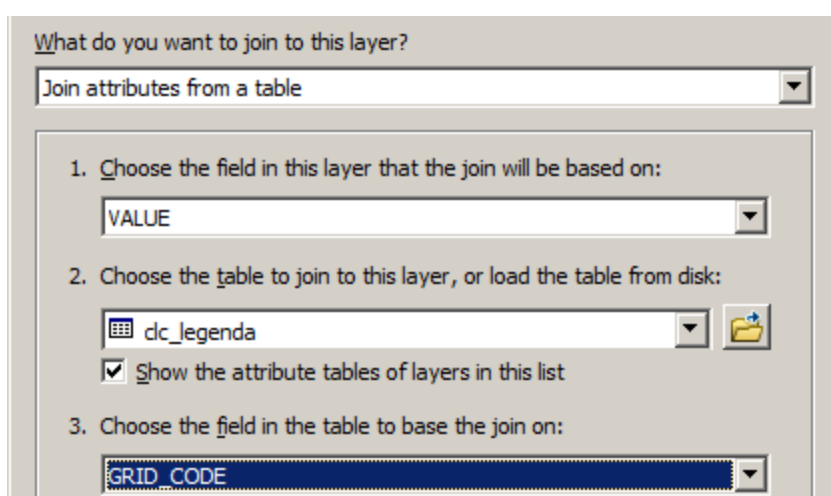 What do you want to join to this layer?
Join attributes from a table
1. Choose the field in this layer that the join will be based on:
VALUE
2. Choose the table to join to this layer, or load the table from disk:
clc_legenda
Show the attribute tables of layers in this list
3. Choose the field in the table to base the join on:
GRID_CODE